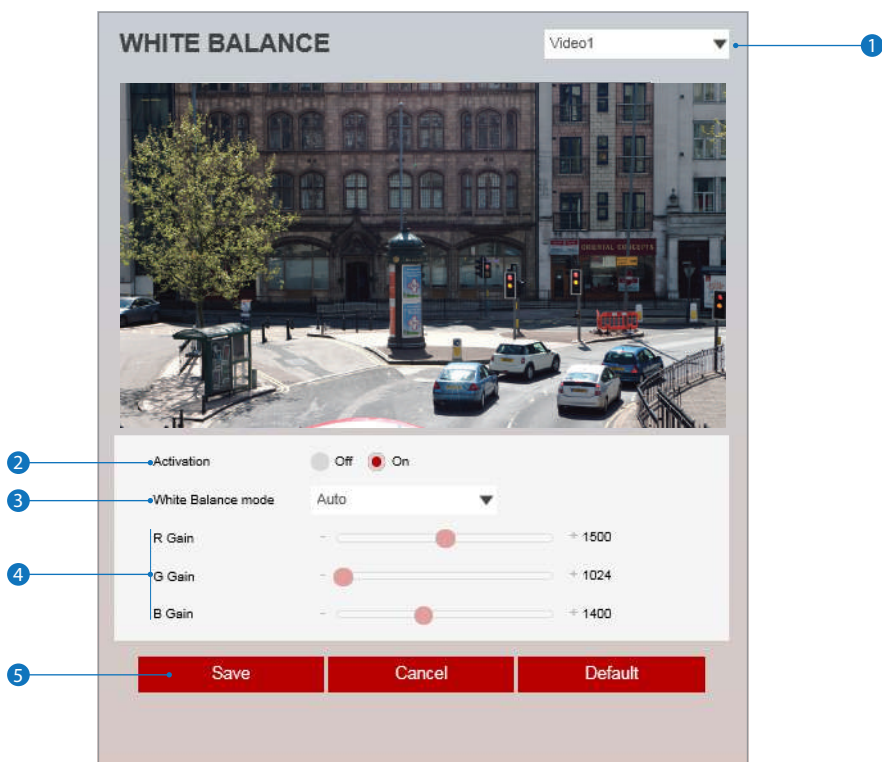 WHITE BALANCE
Video1
1
ORIENTAL CONCEPTS
2
Activation
Off
On
3
White Balance mode
Auto
4
R Gain - + 1500
G Gain - + 1024
B Gain - + 1400
5
Save
Cancel
Default